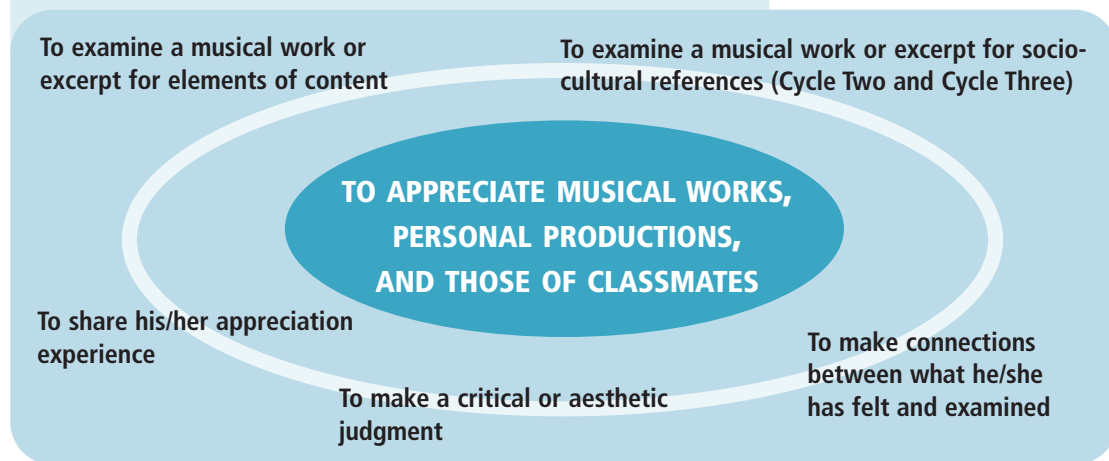 To examine a musical work or
excerpt for elements of content
To examine a musical work or excerpt for socio-
cultural references (Cycle Two and Cycle Three)
TO APPRECIATE MUSICAL WORKS,
PERSONAL PRODUCTIONS,
AND THOSE OF CLASSMATES
To share his/her appreciation
experience
To make a critical or aesthetic
judgment
To make connections
between what he/she
has felt and examined